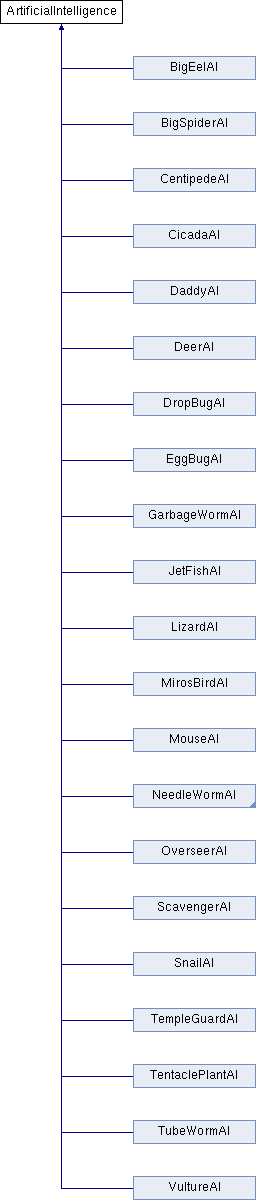 ArtificialIntelligence
BigEelAI
BigSpiderAI
CentipedeAI
CicadaAI
DaddyAI
DeerAI
DropBugAI
EggBugAI
GarbageWormAI
JetFishAI
LizardAI
MirosBirdAI
MouseAI
NeedleWormAI
OverseerAI
ScavengerAI
SnailAI
TempleGuardAI
TentaclePlantAI
TubeWormAI
VultureAI